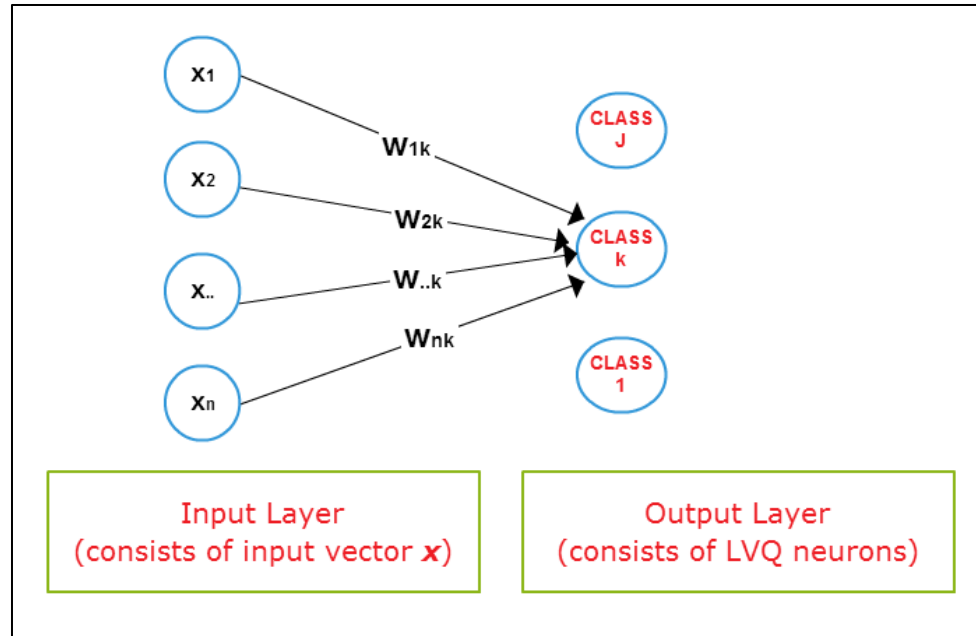 x1
x2
x..
xn
W1k
W2k
W..k
Wnk
CLASS
J
CLASS
k
CLASS
1
Input Layer
(consists of input vector x)
Output Layer
(consists of LVQ neurons)